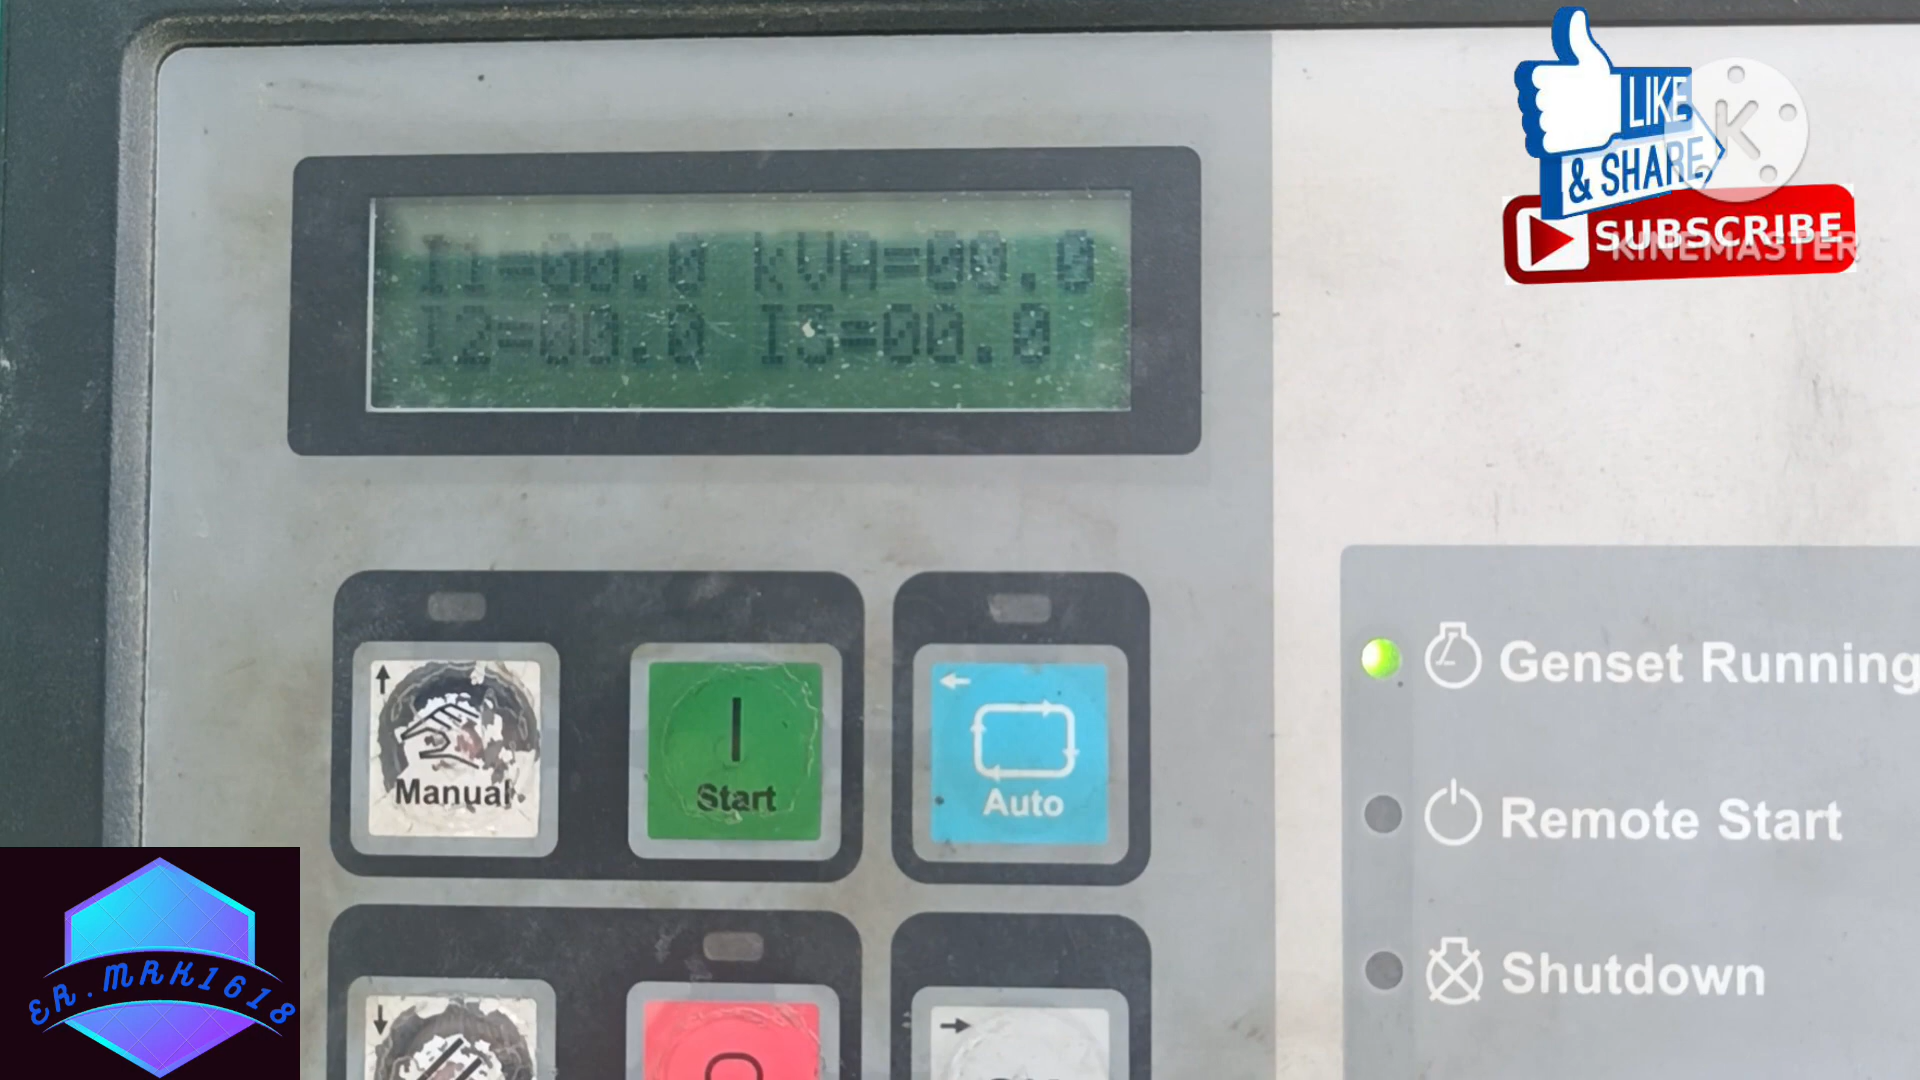 LIKE
& SHARE
SUBSCRIBE
KINEMASTER
I1=00.0 kVA=00.0
I2=00.0 I3=00.0
Manual
Start
Auto
Genset Running
Remote Start
Shutdown
ER.MRK1618